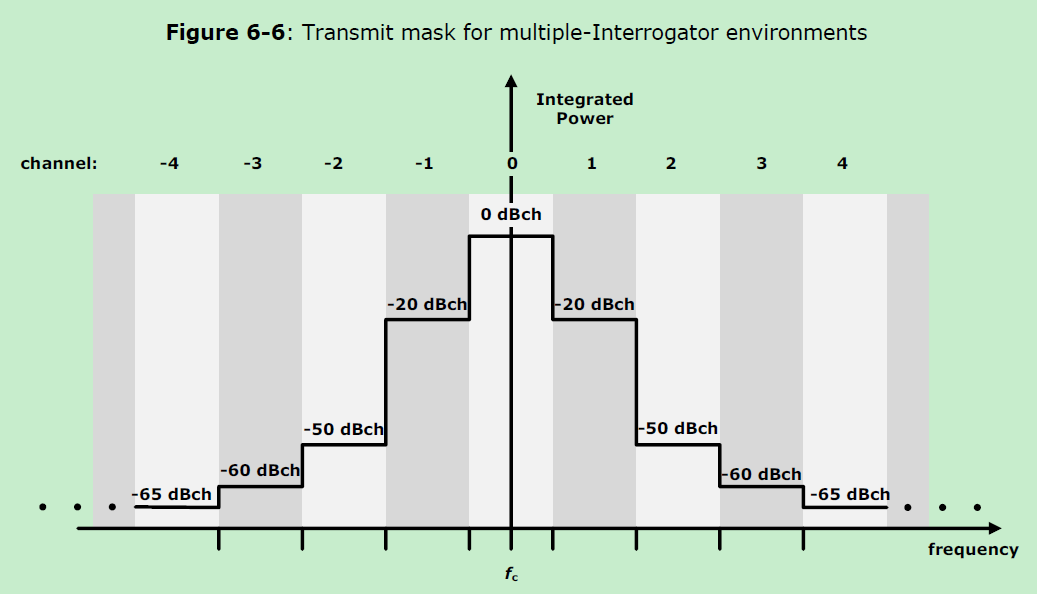 Figure 6-6: Transmit mask for multiple-Interrogator environments
Integrated
Power
channel: -4 -3 -2 -1 0 1 2 3 4
0 dBch
-20 dBch -20 dBch
-50 dBch -50 dBch
-60 dBch -60 dBch
-65 dBch -65 dBch
frequency
fc